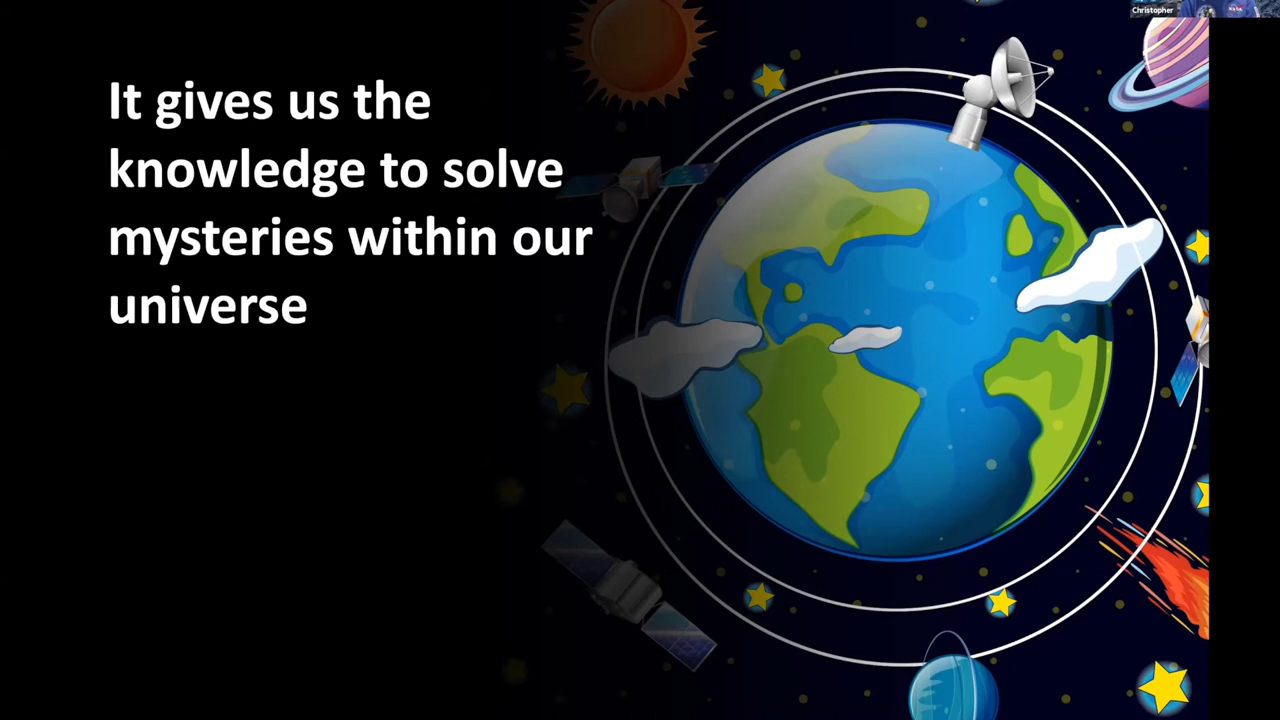 Christopher
It gives us the
knowledge to solve
mysteries within our
universe